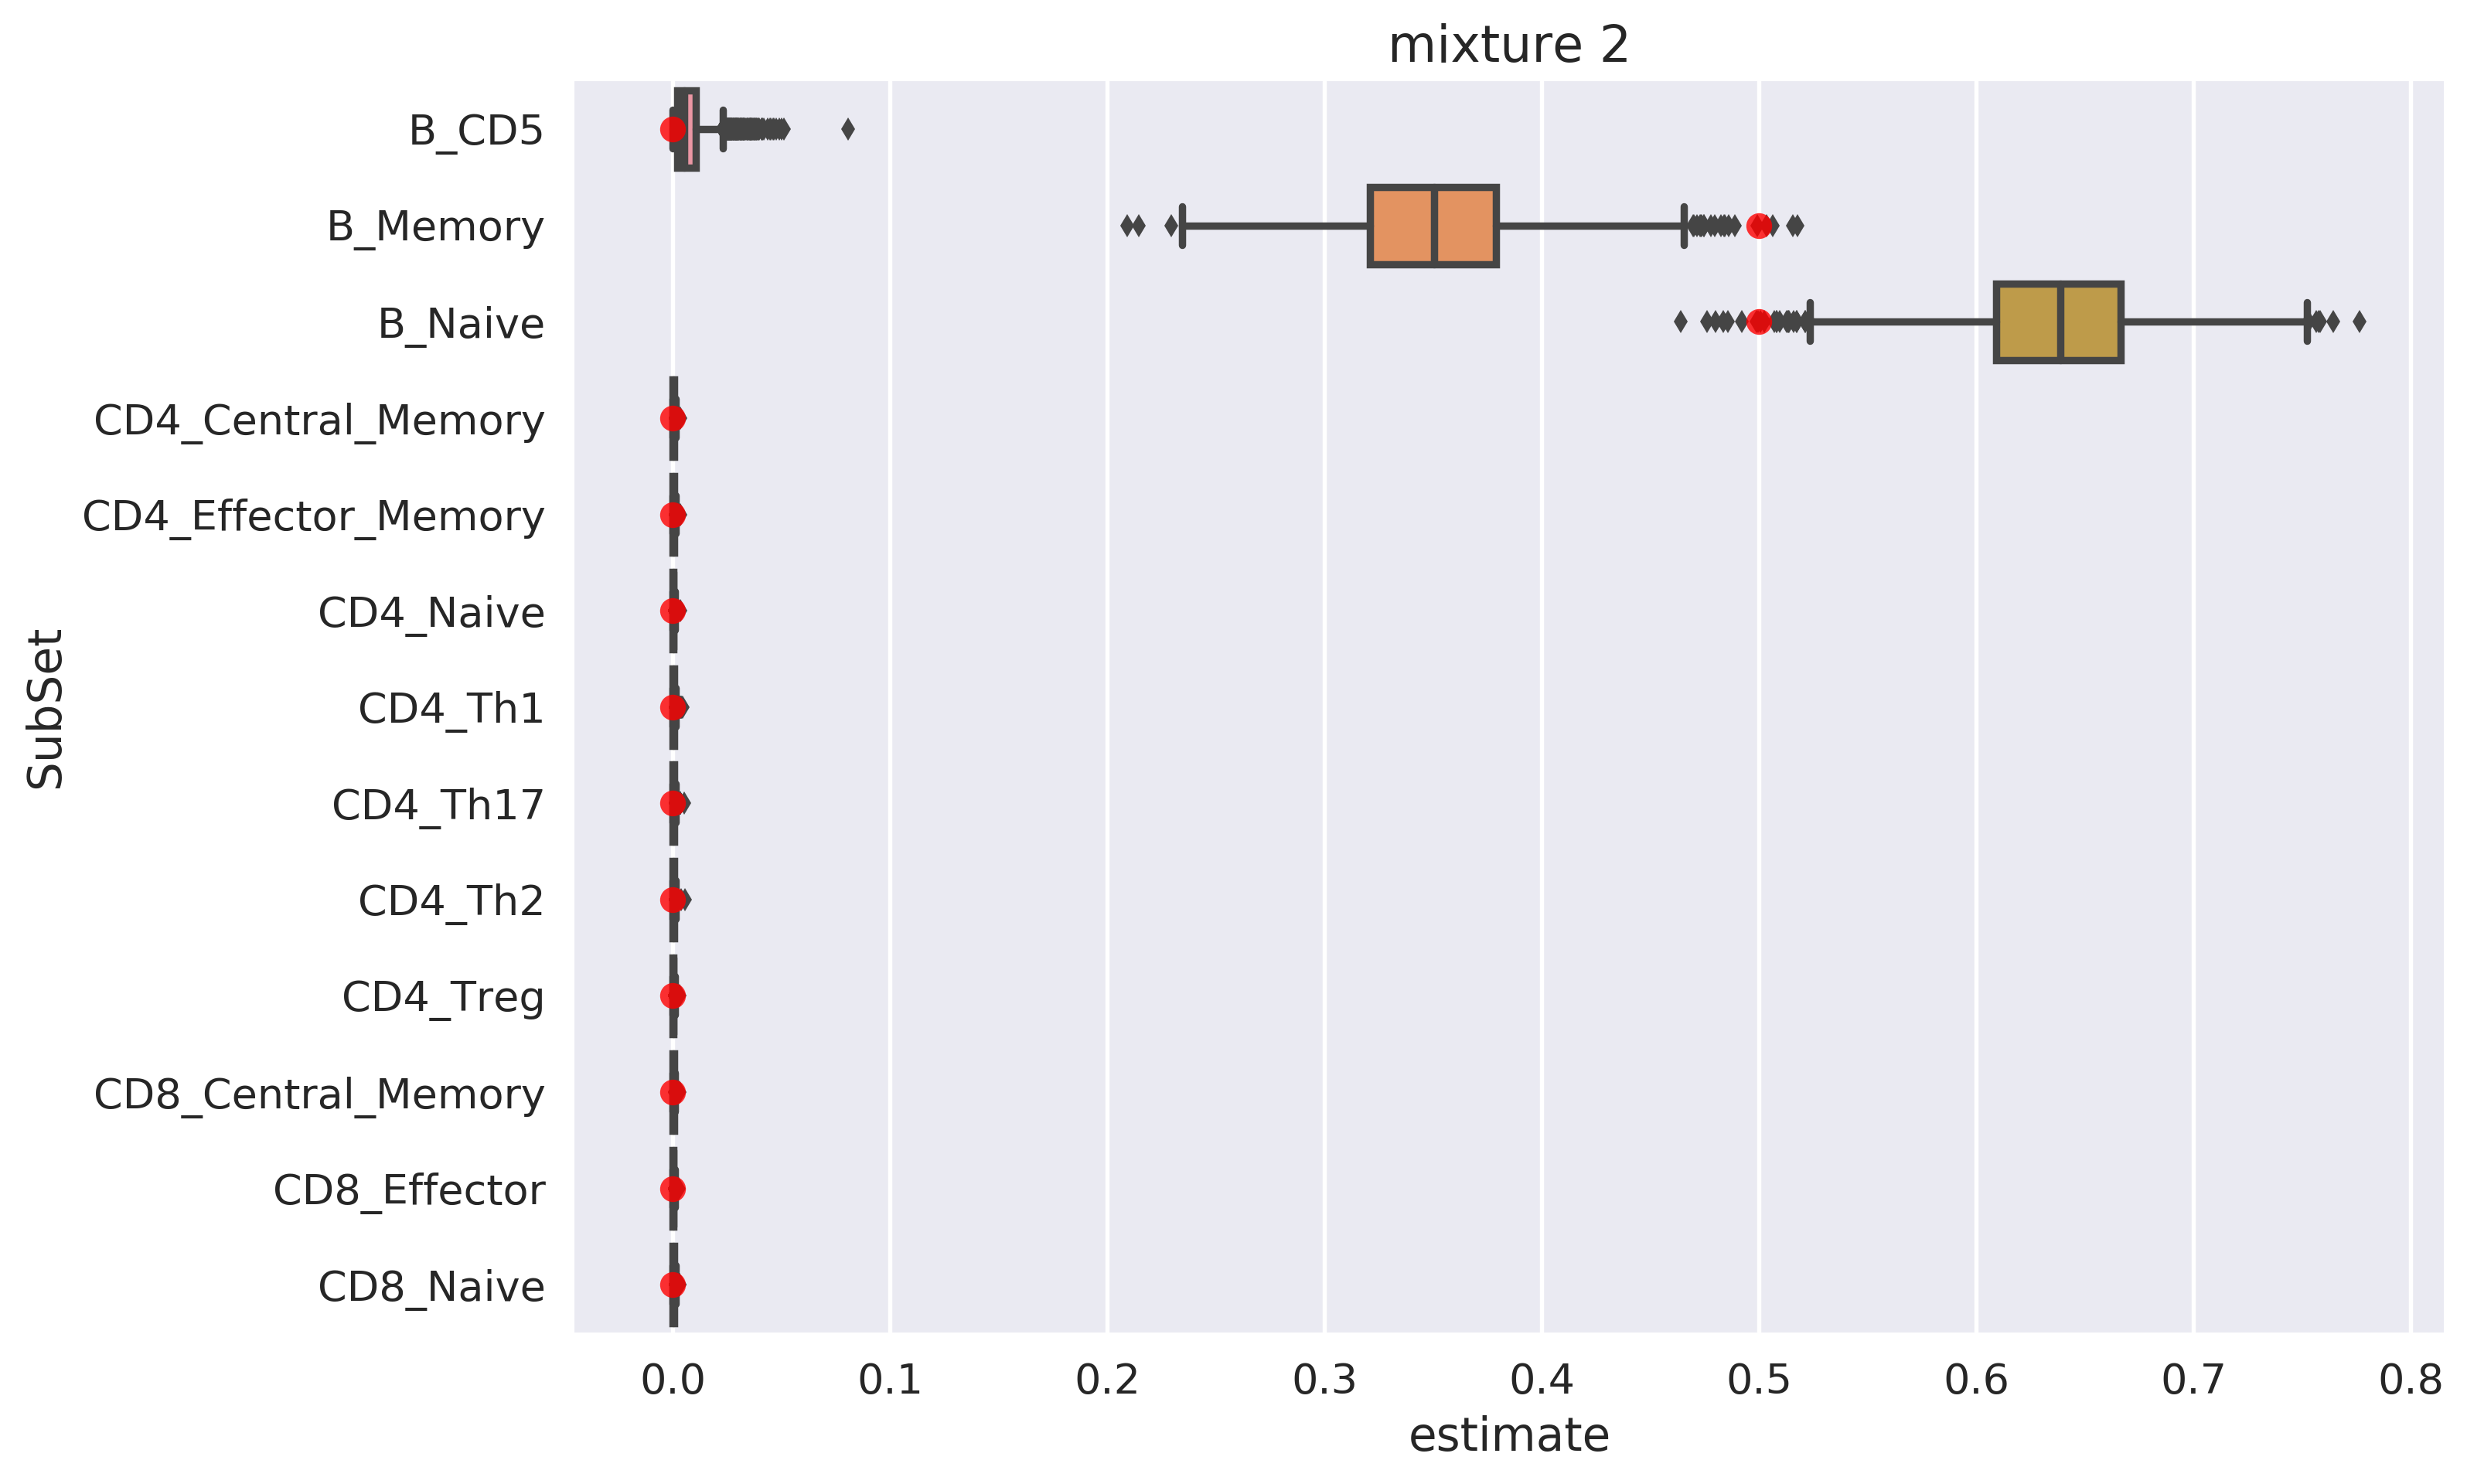 mixture 2
B_CD5
B_Memory
B_Naive
CD4_Central_Memory
CD4_Effector_Memory
CD4_Naive
CD4_Th1
CD4_Th17
CD4_Th2
CD4_Treg
CD8_Central_Memory
CD8_Effector
CD8_Naive
SubSet
0.0 0.1 0.2 0.3 0.4 0.5 0.6 0.7 0.8
estimate